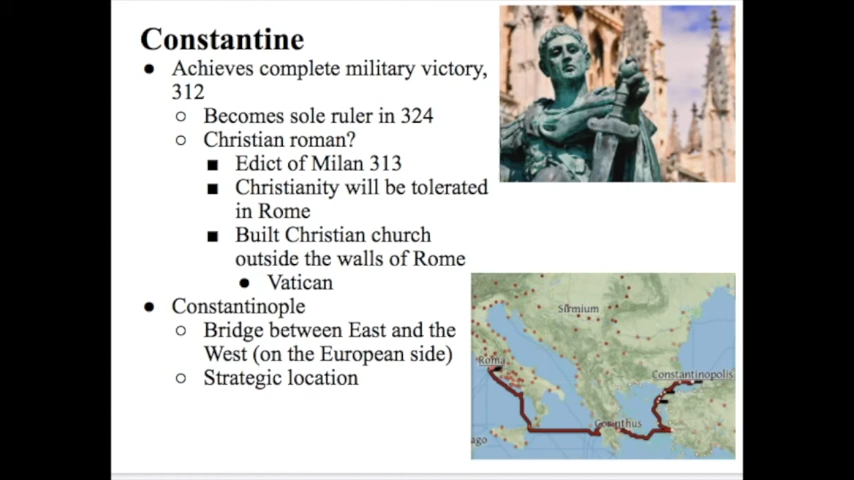 Constantine
● Achieves complete military victory,
312
○ Becomes sole ruler in 324
○ Christian roman?
■ Edict of Milan 313
■ Christianity will be tolerated
in Rome
■ Built Christian church
outside the walls of Rome
● Vatican
● Constantinople
○ Bridge between East and the
West (on the European side)
○ Strategic location
Sirmium
Roma
Constantinopolis
Corinthus
ago